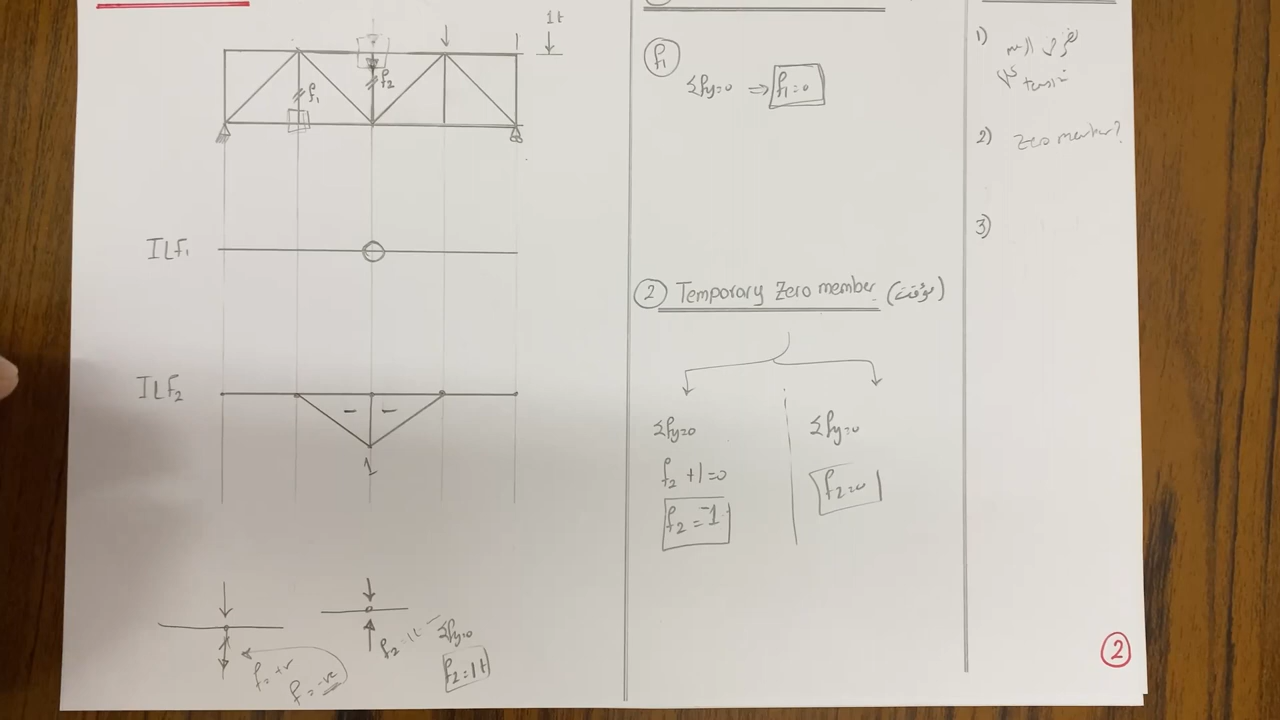 1t
f1
f2
ILF1
ILF2
1
f2=1t
Σfy=0
f2=1t
f=+ve
f=-ve
f1
Σfy=0 ⇒ f1=0
2 Temporary Zero member (مؤقت)
Σfy=0
f2 +1=0
f2=-1
Σfy=0
f2=0
1)
tension
2) Zero member?
3)
2